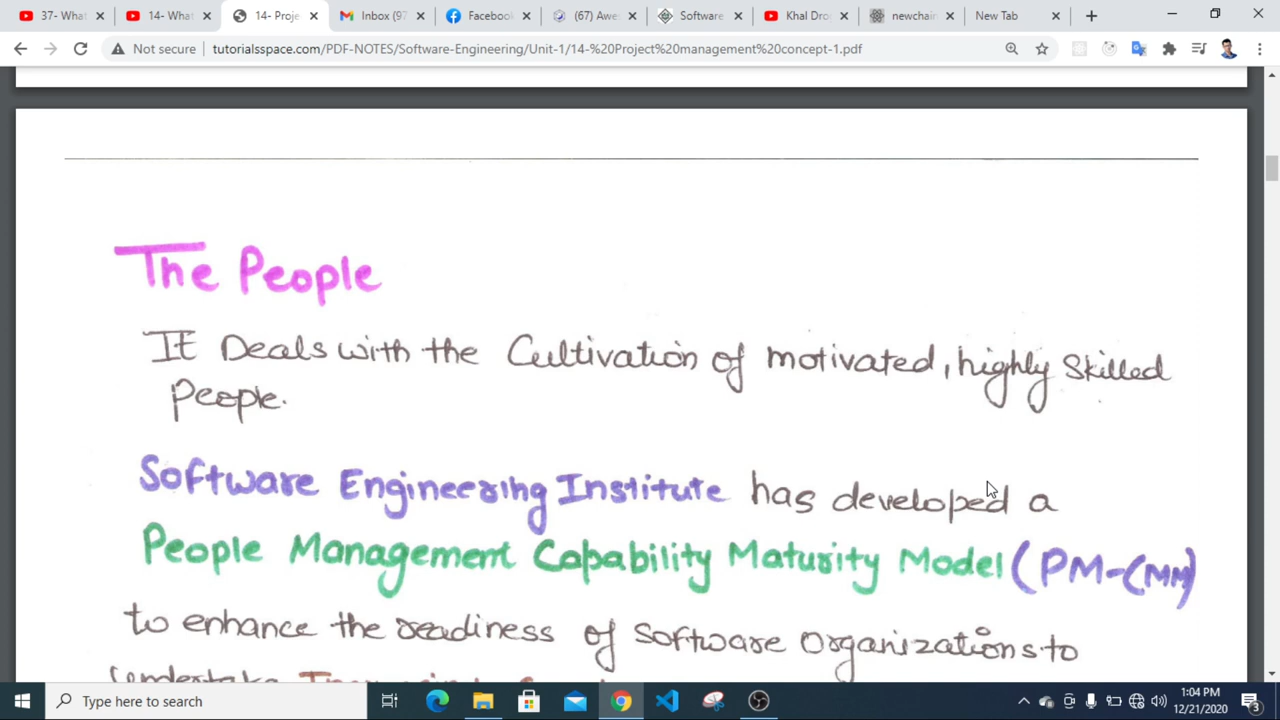 37- What
14- What
14- Proje
Inbox (97
Facebook
(67) Awe
Software
Khal Dro
newchair
New Tab
Not secure
tutorialsspace.com/PDF-NOTES/Software-Engineering/Unit-1/14-%20Project%20management%20concept-1.pdf
The People
It Deals with the Cultivation of motivated, highly Skilled
People.
Software Engineering Institute has developed a
People Management Capability Maturity Model (PM-CMM)
to enhance the readiness of Software Organizations to
undertake
Type here to search
1:04 PM
12/21/2020
3